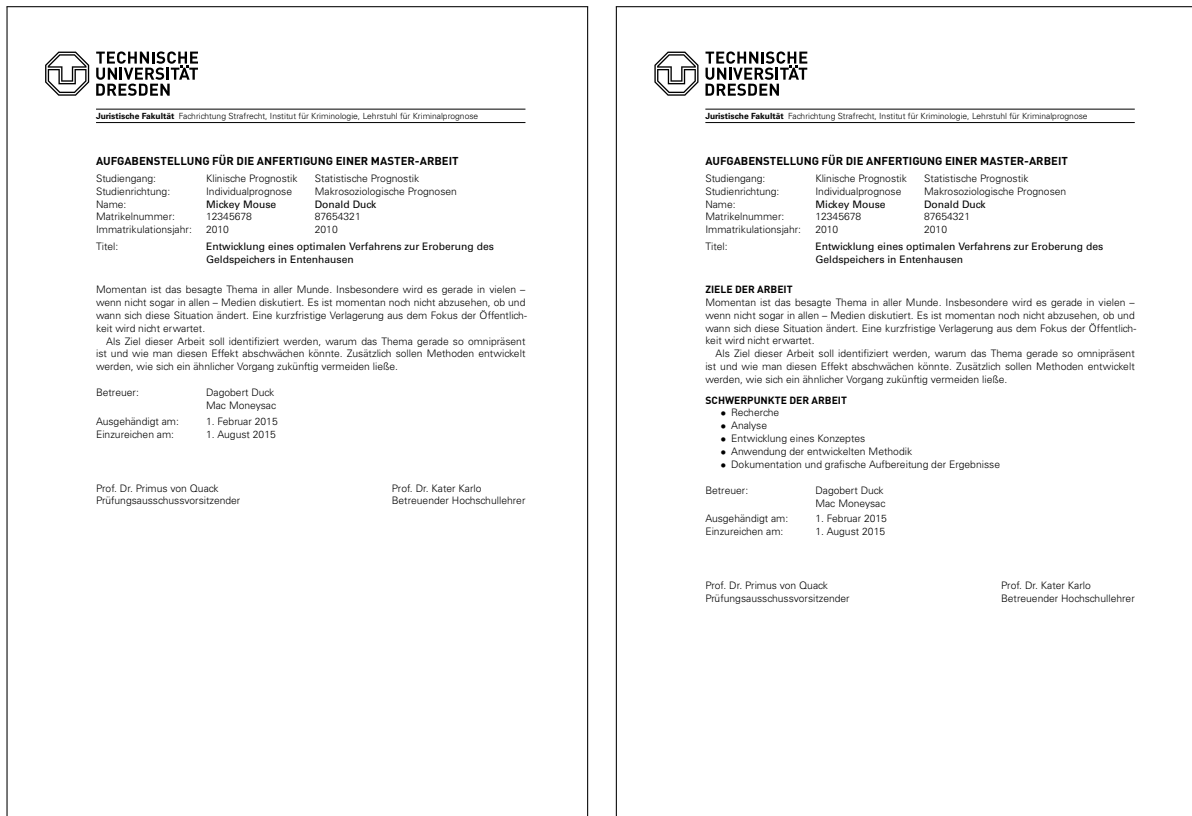 TECHNISCHE
UNIVERSITÄT
DRESDEN
Juristische Fakultät Fachrichtung Strafrecht, Institut für Kriminologie, Lehrstuhl für Kriminalprognose
AUFGABENSTELLUNG FÜR DIE ANFERTIGUNG EINER MASTER-ARBEIT
Studiengang: Klinische Prognostik Statistische Prognostik
Studienrichtung: Individualprognose Makrosoziologische Prognosen
Name: Mickey Mouse Donald Duck
Matrikelnummer: 12345678 87654321
Immatrikulationsjahr: 2010 2010
Titel: Entwicklung eines optimalen Verfahrens zur Eroberung des
Geldspeichers in Entenhausen
Momentan ist das besagte Thema in aller Munde. Insbesondere wird es gerade in vielen –
wenn nicht sogar in allen – Medien diskutiert. Es ist momentan noch nicht abzusehen, ob und
wann sich diese Situation ändert. Eine kurzfristige Verlagerung aus dem Fokus der Öffentlich-
keit wird nicht erwartet.
Als Ziel dieser Arbeit soll identifiziert werden, warum das Thema gerade so omnipräsent
ist und wie man diesen Effekt abschwächen könnte. Zusätzlich sollen Methoden entwickelt
werden, wie sich ein ähnlicher Vorgang zukünftig vermeiden ließe.
Betreuer: Dagobert Duck
Mac Moneysac
Ausgehändigt am: 1. Februar 2015
Einzureichen am: 1. August 2015
Prof. Dr. Primus von Quack Prof. Dr. Kater Karlo
Prüfungsausschussvorsitzender Betreuender Hochschullehrer
TECHNISCHE
UNIVERSITÄT
DRESDEN
Juristische Fakultät Fachrichtung Strafrecht, Institut für Kriminologie, Lehrstuhl für Kriminalprognose
AUFGABENSTELLUNG FÜR DIE ANFERTIGUNG EINER MASTER-ARBEIT
Studiengang: Klinische Prognostik Statistische Prognostik
Studienrichtung: Individualprognose Makrosoziologische Prognosen
Name: Mickey Mouse Donald Duck
Matrikelnummer: 12345678 87654321
Immatrikulationsjahr: 2010 2010
Titel: Entwicklung eines optimalen Verfahrens zur Eroberung des
Geldspeichers in Entenhausen
ZIELE DER ARBEIT
Momentan ist das besagte Thema in aller Munde. Insbesondere wird es gerade in vielen –
wenn nicht sogar in allen – Medien diskutiert. Es ist momentan noch nicht abzusehen, ob und
wann sich diese Situation ändert. Eine kurzfristige Verlagerung aus dem Fokus der Öffentlich-
keit wird nicht erwartet.
Als Ziel dieser Arbeit soll identifiziert werden, warum das Thema gerade so omnipräsent
ist und wie man diesen Effekt abschwächen könnte. Zusätzlich sollen Methoden entwickelt
werden, wie sich ein ähnlicher Vorgang zukünftig vermeiden ließe.
SCHWERPUNKTE DER ARBEIT
• Recherche
• Analyse
• Entwicklung eines Konzeptes
• Anwendung der entwickelten Methodik
• Dokumentation und grafische Aufbereitung der Ergebnisse
Betreuer: Dagobert Duck
Mac Moneysac
Ausgehändigt am: 1. Februar 2015
Einzureichen am: 1. August 2015
Prof. Dr. Primus von Quack Prof. Dr. Kater Karlo
Prüfungsausschussvorsitzender Betreuender Hochschullehrer